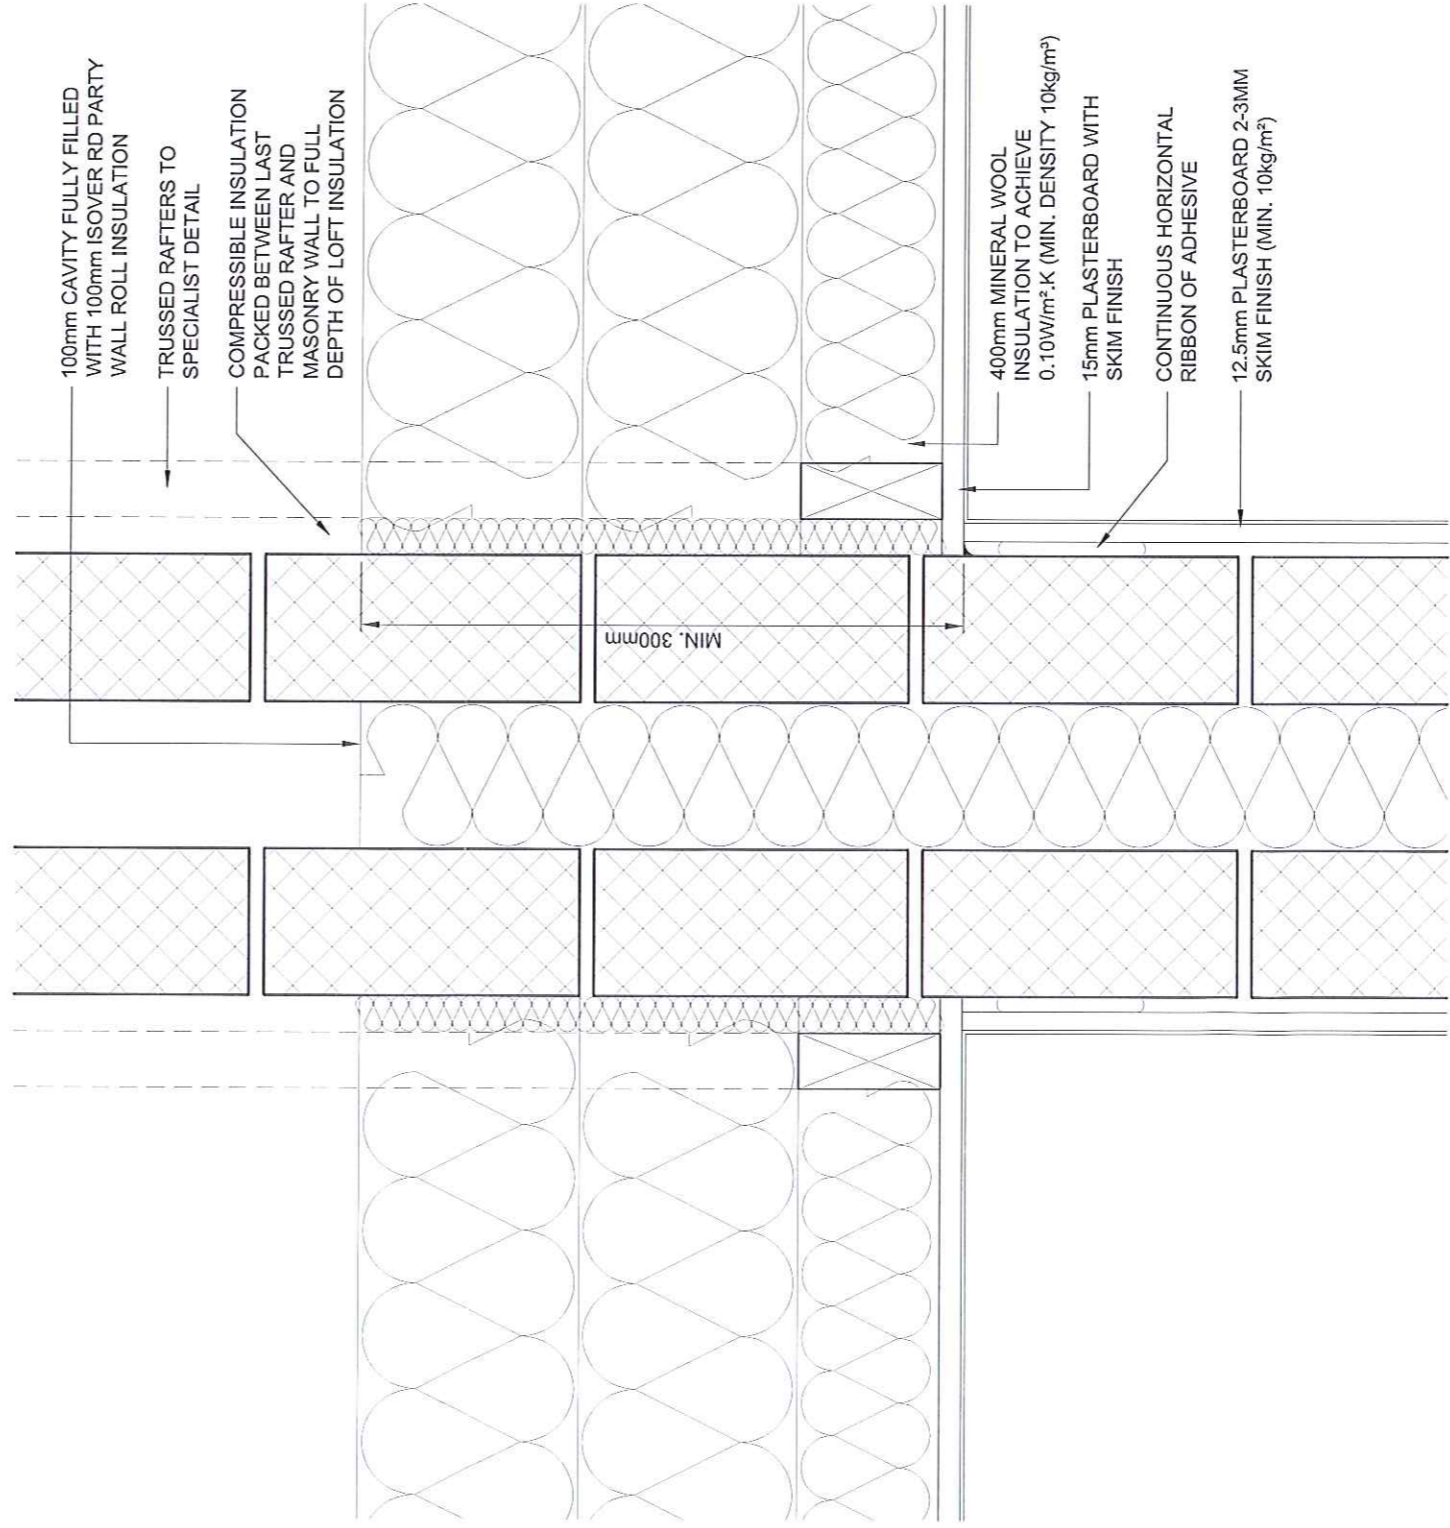 100mm CAVITY FULLY FILLED
WITH 100mm ISOVER RD PARTY
WALL ROLL INSULATION
TRUSSED RAFTERS TO
SPECIALIST DETAIL
COMPRESSIBLE INSULATION
PACKED BETWEEN LAST
TRUSSED RAFTER AND
MASONRY WALL TO FULL
DEPTH OF LOFT INSULATION
MIN. 300mm
400mm MINERAL WOOL
INSULATION TO ACHIEVE
0.10W/m².K (MIN. DENSITY 10kg/m³)
15mm PLASTERBOARD WITH
SKIM FINISH
CONTINUOUS HORIZONTAL
RIBBON OF ADHESIVE
12.5mm PLASTERBOARD 2-3MM
SKIM FINISH (MIN. 10kg/m²)